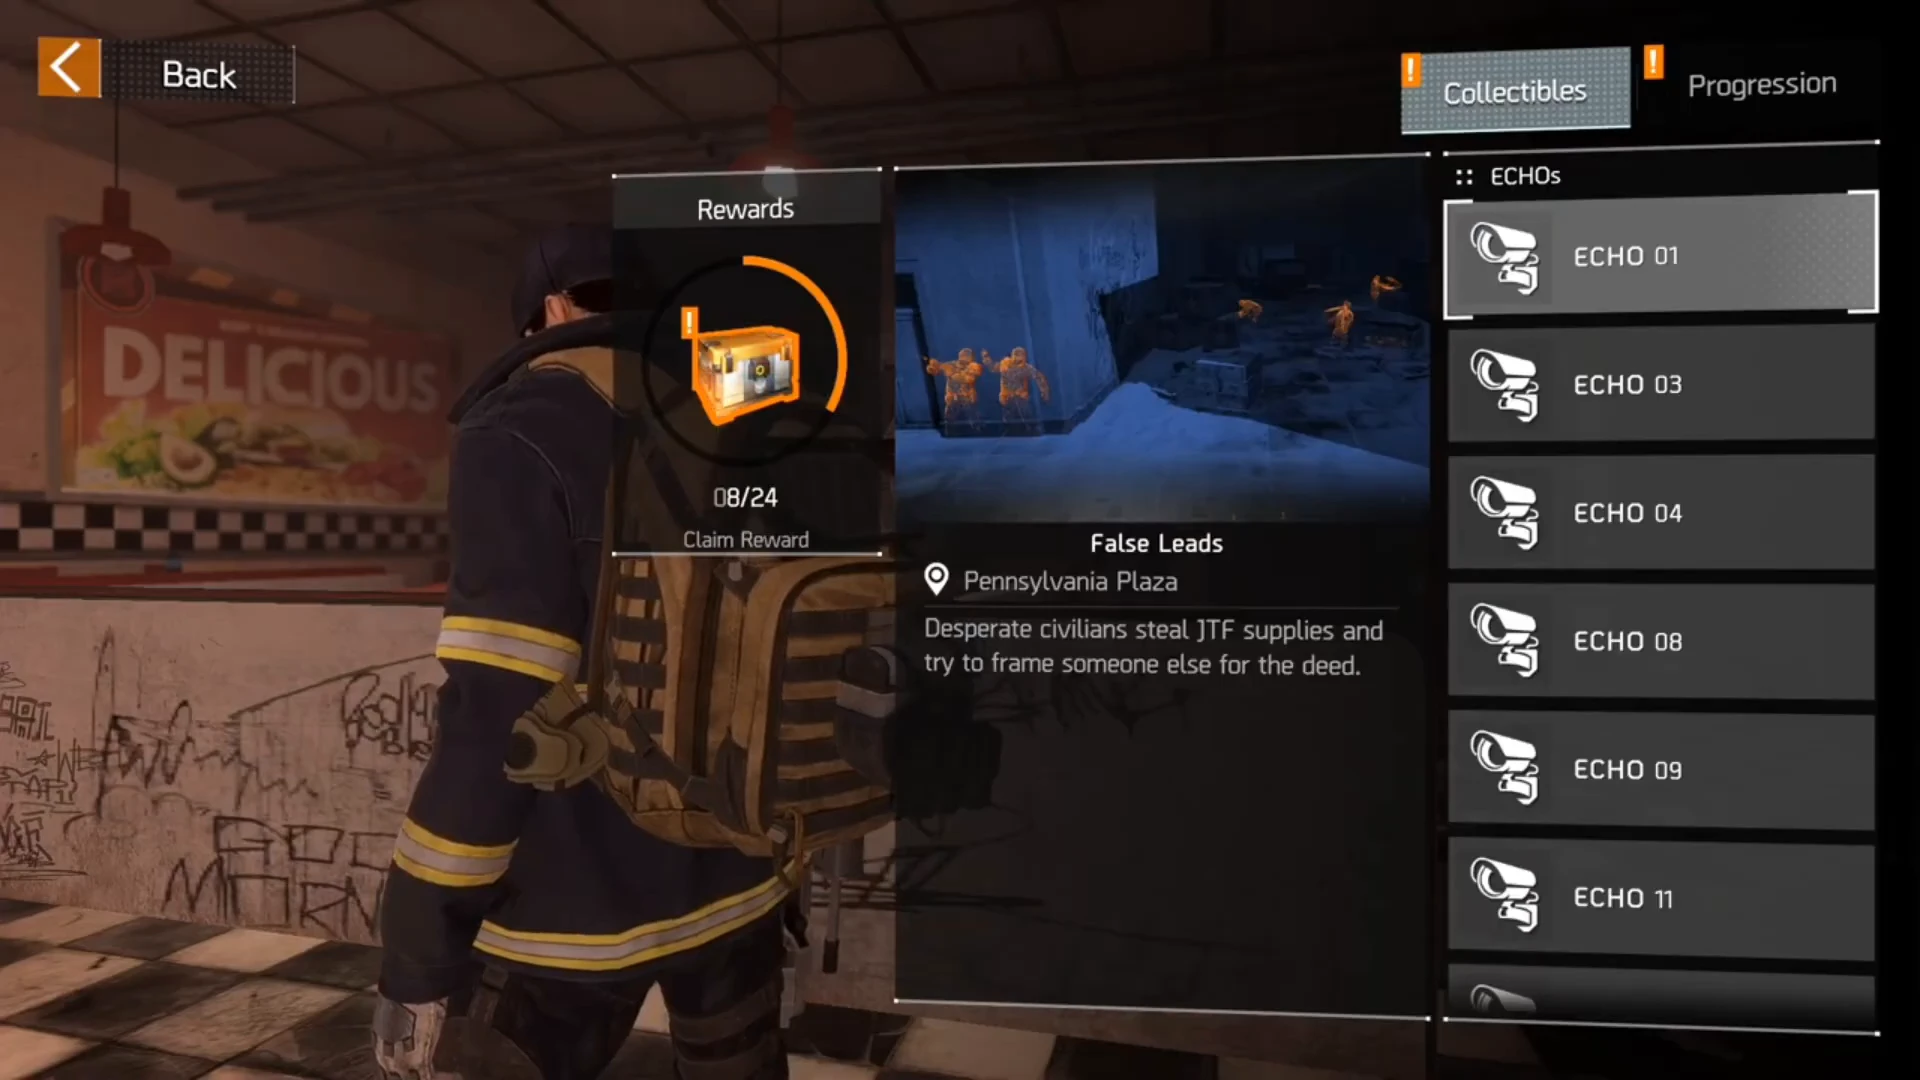 Back
!
Collectibles
!
Progression
Rewards
!
08/24
Claim Reward
False Leads
Pennsylvania Plaza
Desperate civilians steal JTF supplies and
try to frame someone else for the deed.
ECHOs
ECHO 01
ECHO 03
ECHO 04
ECHO 08
ECHO 09
ECHO 11
DELICIOUS